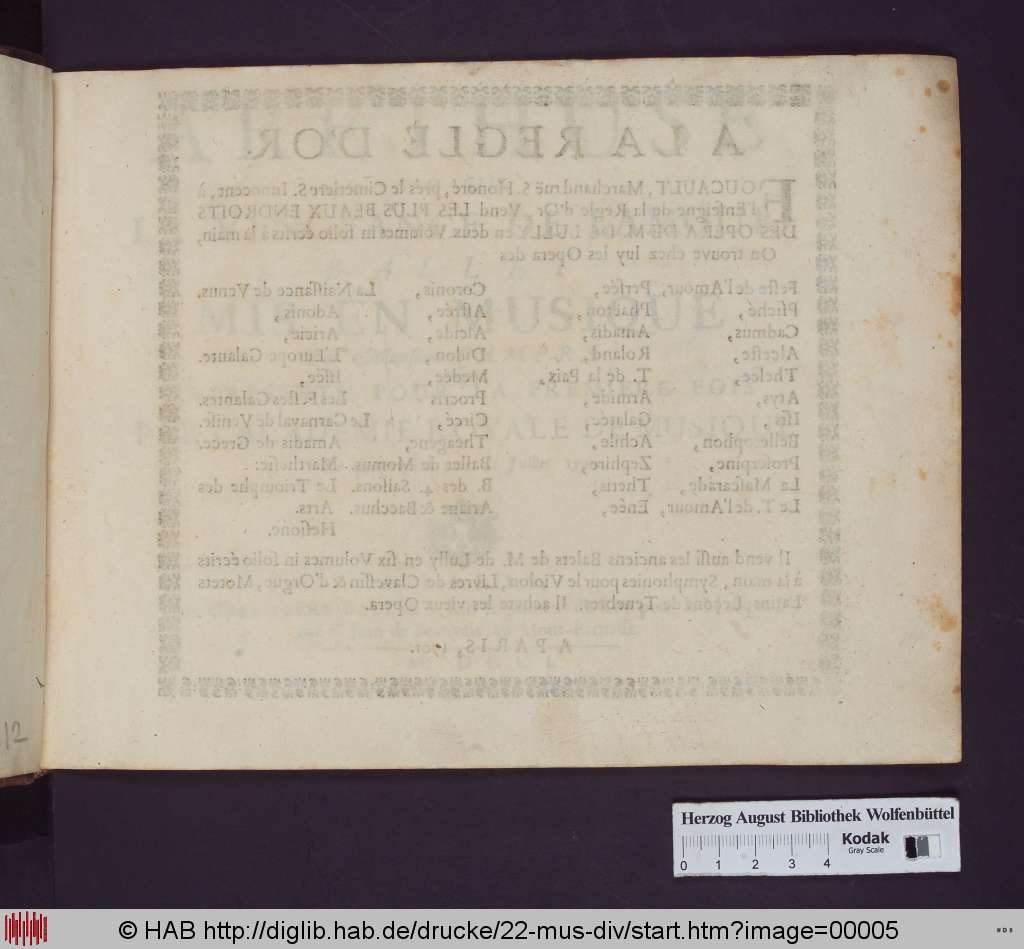 A LA REGLE D'OR.
FOUCAULT, Marchand ruë S. Honoré, prés le Cimetiere S. Innocent, à
l'Enseigne de la Regle d'Or. Vend LES PLUS BEAUX ENDROITS
DES OPERA DE M. DE LULLY en deux Volumes in folio écrits à la main,
On trouve chez luy les Opera des
Feste de l'Amour, Persée, Coronis, La Naissance de Venus.
Psiché, Phaëton, Astrée, Adonis,
Cadmus, Amadis, Alcide, Aricie,
Alceste, Roland, Didon, L'Europe Galante.
Thesée, T. de la Paix, Medée, Issée,
Atys, Armide, Procris Les Festes Galantes.
Isis, Galatée, Circé, Le Carnaval de Venise.
Bellerophon, Achile, Theagene, Amadis de Grece.
Proserpine, Zephire, Ballet de Momus. Marthesie.
La Mascarade, Thetis, B. des 4. Saisons. Le Triomphe des
Le T. de l'Amour, Enée, Ariane & Bacchus. Arts.
Hesione.
Il vend aussi les anciens Balets de M. de Lully en six Volumes in folio écrits
à la main, Symphonies pour le Violon, Livres de Clavessin & d'Orgue, Motets
Latins, Leçons de Tenebres. Il achete les vieux Opera.
A PARIS, 1701.
12
Herzog August Bibliothek Wolfenbüttel
Kodak
Gray Scale
0 1 2 3 4
© HAB http://diglib.hab.de/drucke/22-mus-div/start.htm?image=00005